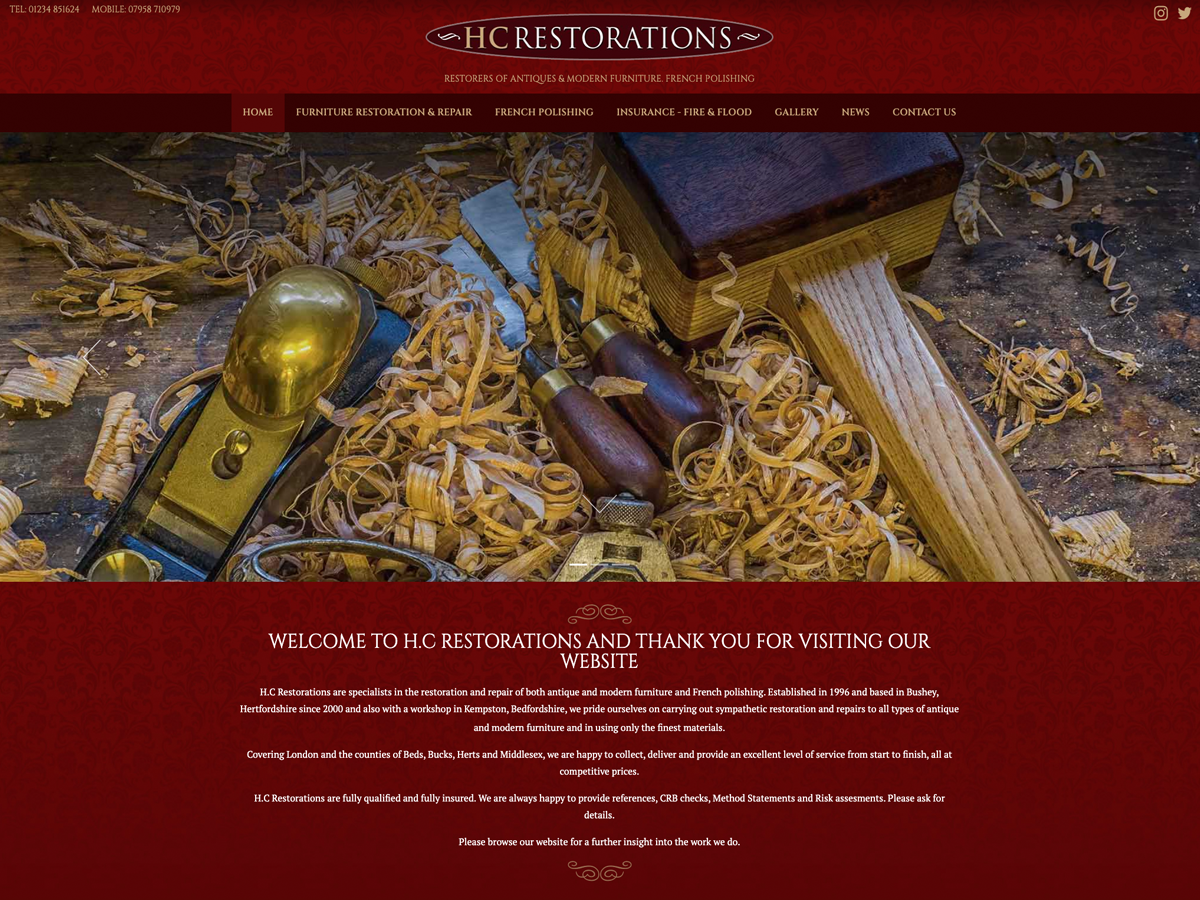 TEL: 01234 851624 MOBILE: 07958 710979
HC RESTORATIONS
RESTORERS OF ANTIQUES & MODERN FURNITURE. FRENCH POLISHING
HOME FURNITURE RESTORATION & REPAIR FRENCH POLISHING INSURANCE - FIRE & FLOOD GALLERY NEWS CONTACT US
WELCOME TO H.C RESTORATIONS AND THANK YOU FOR VISITING OUR
WEBSITE
H.C Restorations are specialists in the restoration and repair of both antique and modern furniture and French polishing. Established in 1996 and based in Bushey,
Hertfordshire since 2000 and also with a workshop in Kempston, Bedfordshire, we pride ourselves on carrying out sympathetic restoration and repairs to all types of antique
and modern furniture and in using only the finest materials.
Covering London and the counties of Beds, Bucks, Herts and Middlesex, we are happy to collect, deliver and provide an excellent level of service from start to finish, all at
competitive prices.
H.C Restorations are fully qualified and fully insured. We are always happy to provide references, CRB checks, Method Statements and Risk assesments. Please ask for
details.
Please browse our website for a further insight into the work we do.